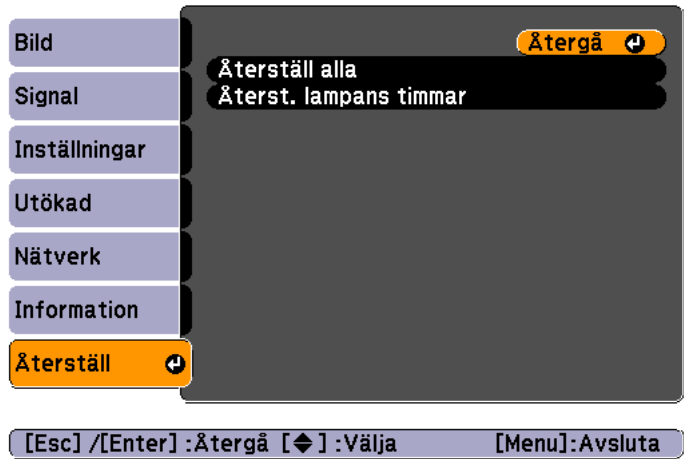 Bild
Signal
Inställningar
Utökad
Nätverk
Information
Återställ
Återgå
Återställ alla
Återst. lampans timmar
[Esc] /[Enter] :Återgå [◆] :Välja [Menu]:Avsluta